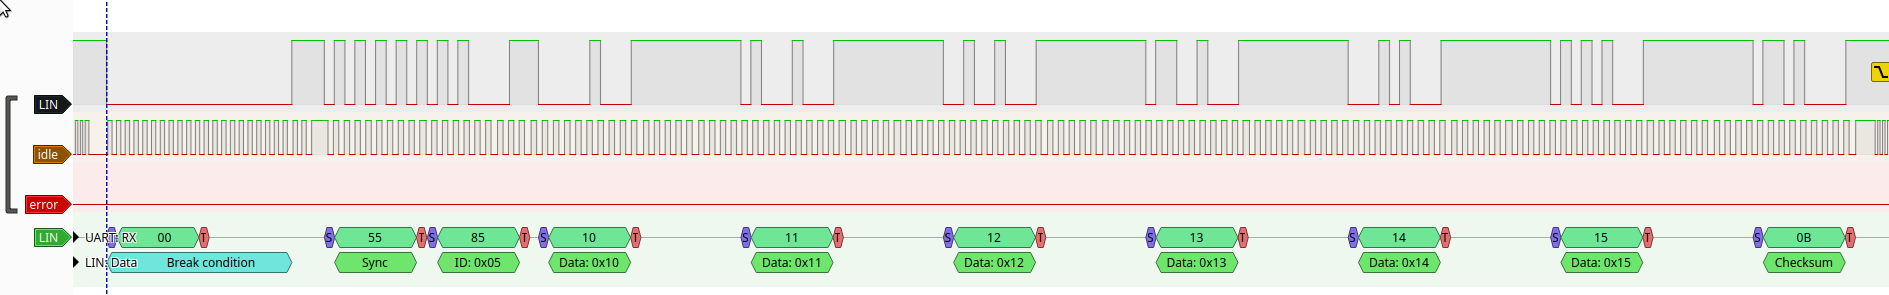 LIN
idle
error
LIN UART: RX 00 T S 55 T S 85 T S 10 T S 11 T S 12 T S 13 T S 14 T S 15 T S 0B T
LIN: Data Break condition Sync ID: 0x05 Data: 0x10 Data: 0x11 Data: 0x12 Data: 0x13 Data: 0x14 Data: 0x15 Checksum